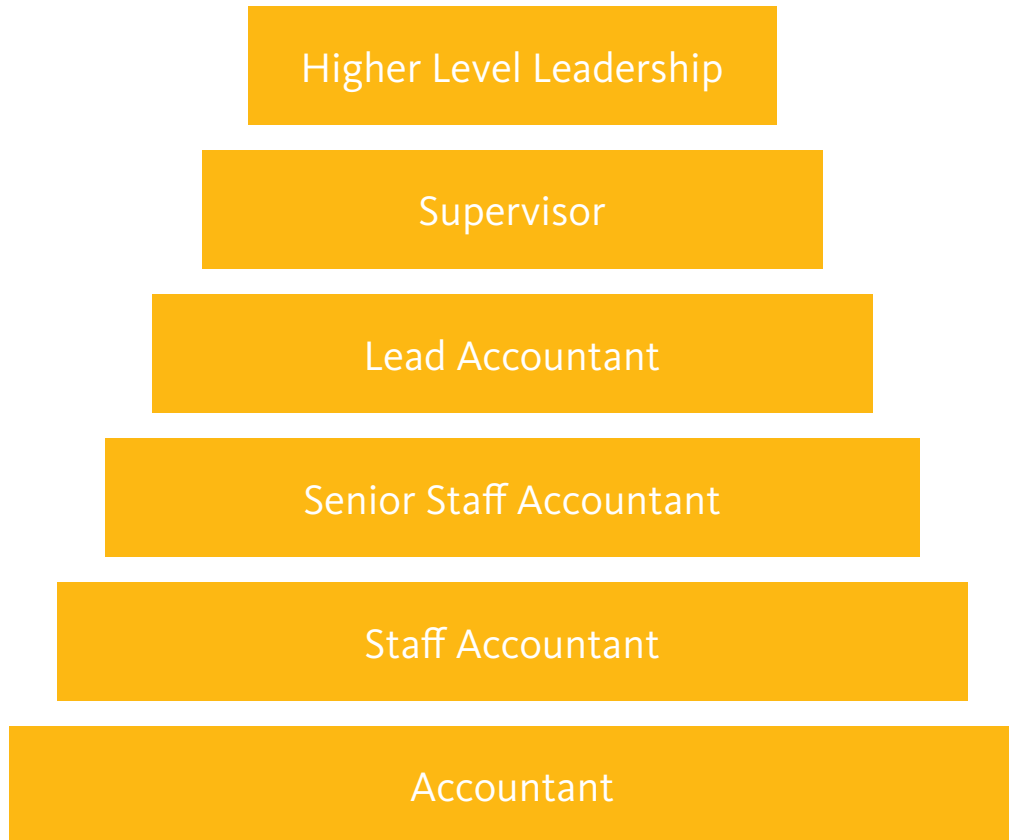 Higher Level Leadership
Supervisor
Lead Accountant
Senior Staff Accountant
Staff Accountant
Accountant